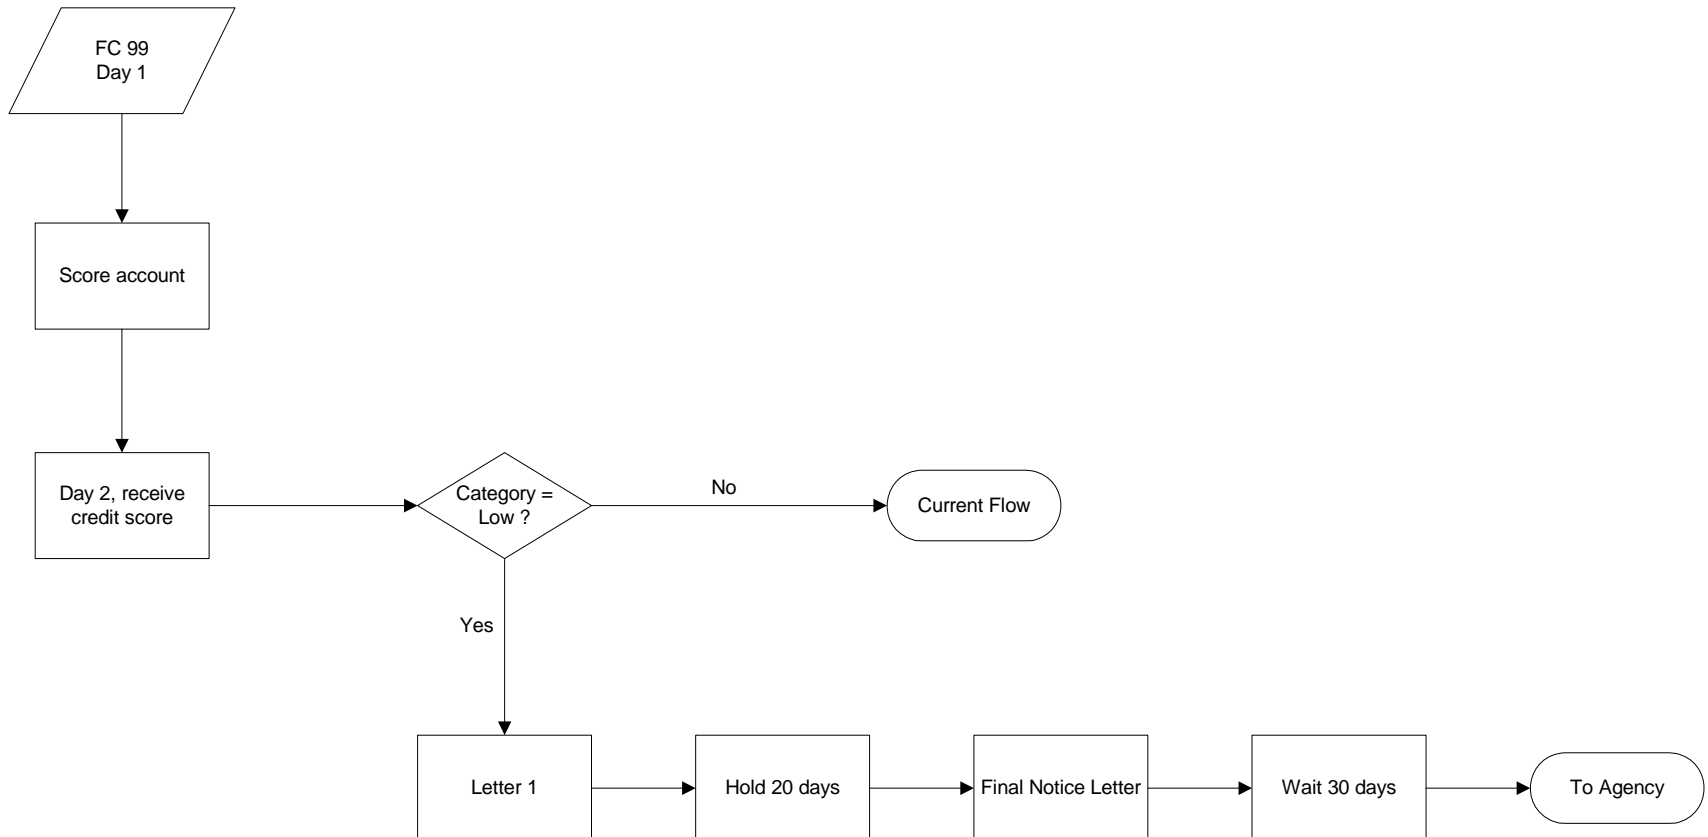 FC 99
Day 1
Score account
Day 2, receive
credit score
Category =
Low ?
No
Current Flow
Yes
Letter 1
Hold 20 days
Final Notice Letter
Wait 30 days
To Agency